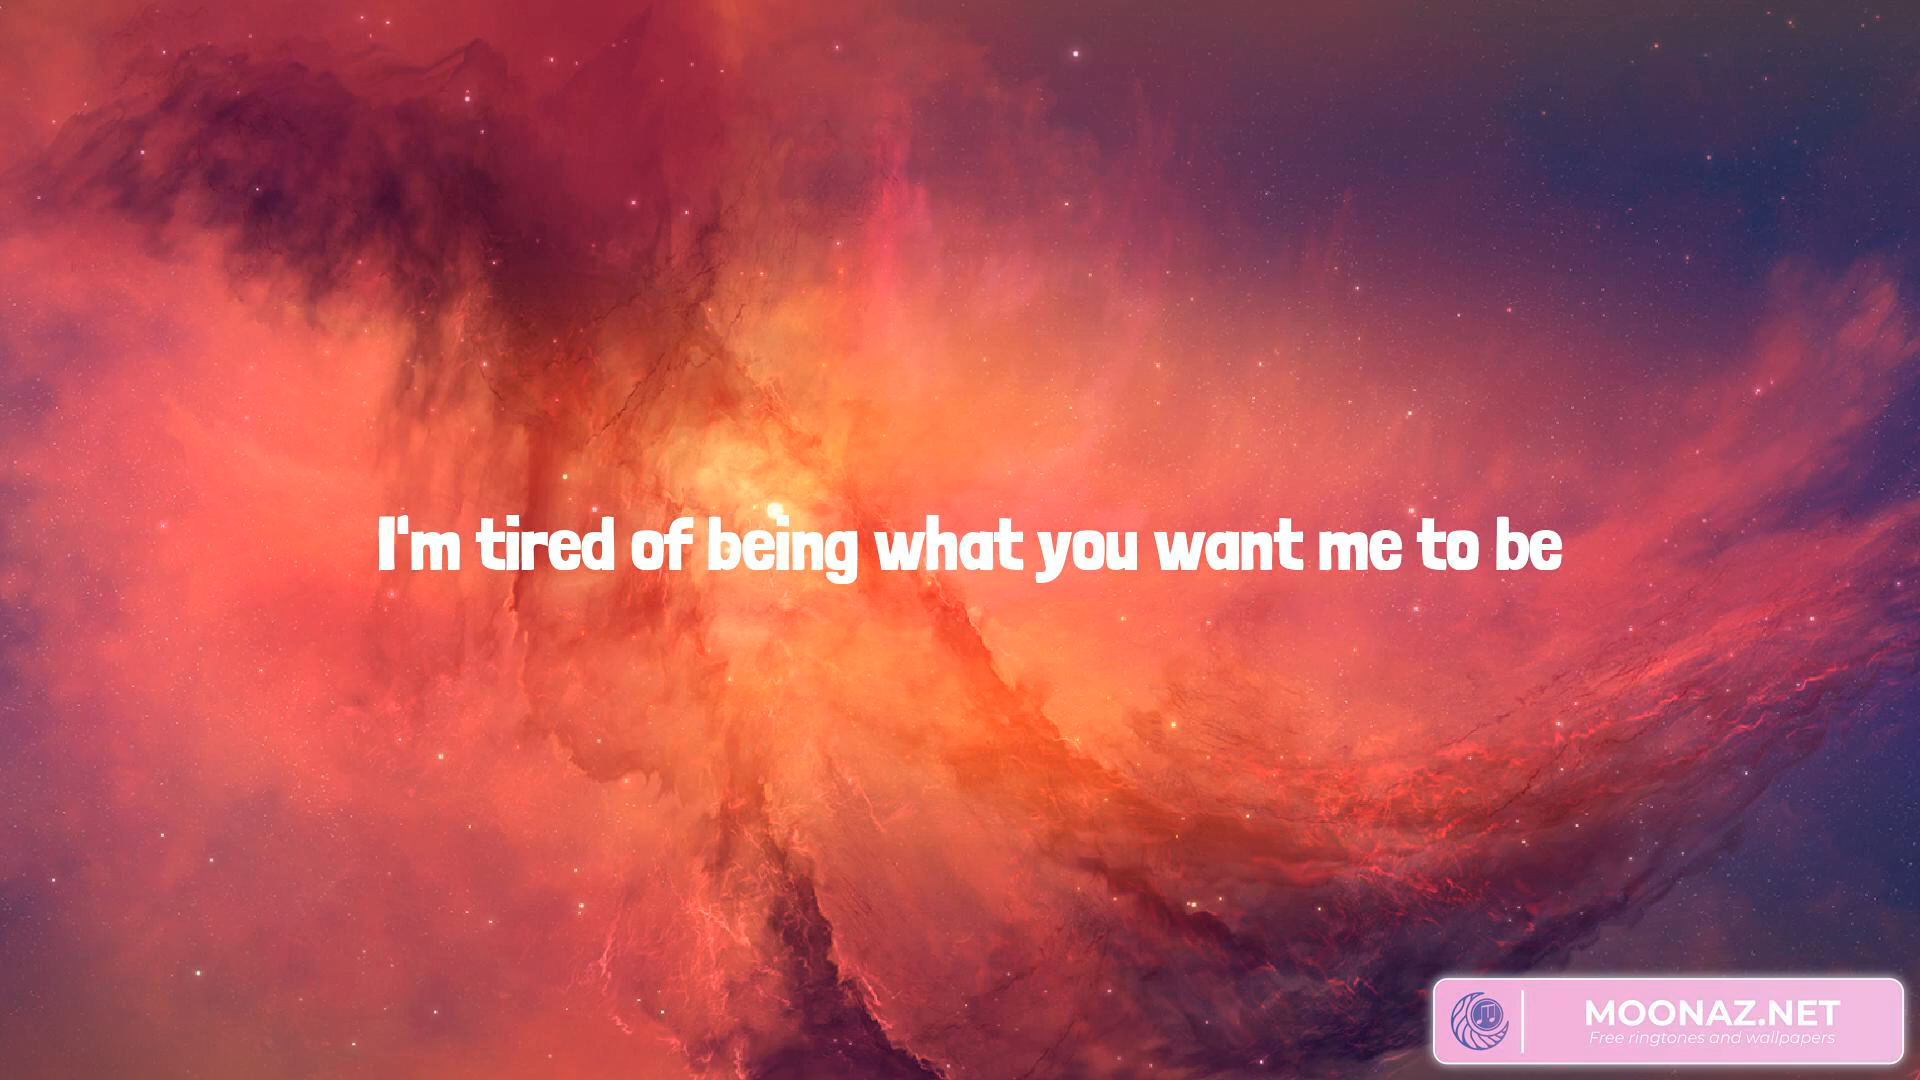 I'm tired of being what you want me to be
MOONAZ.NET
Free ringtones and wallpapers